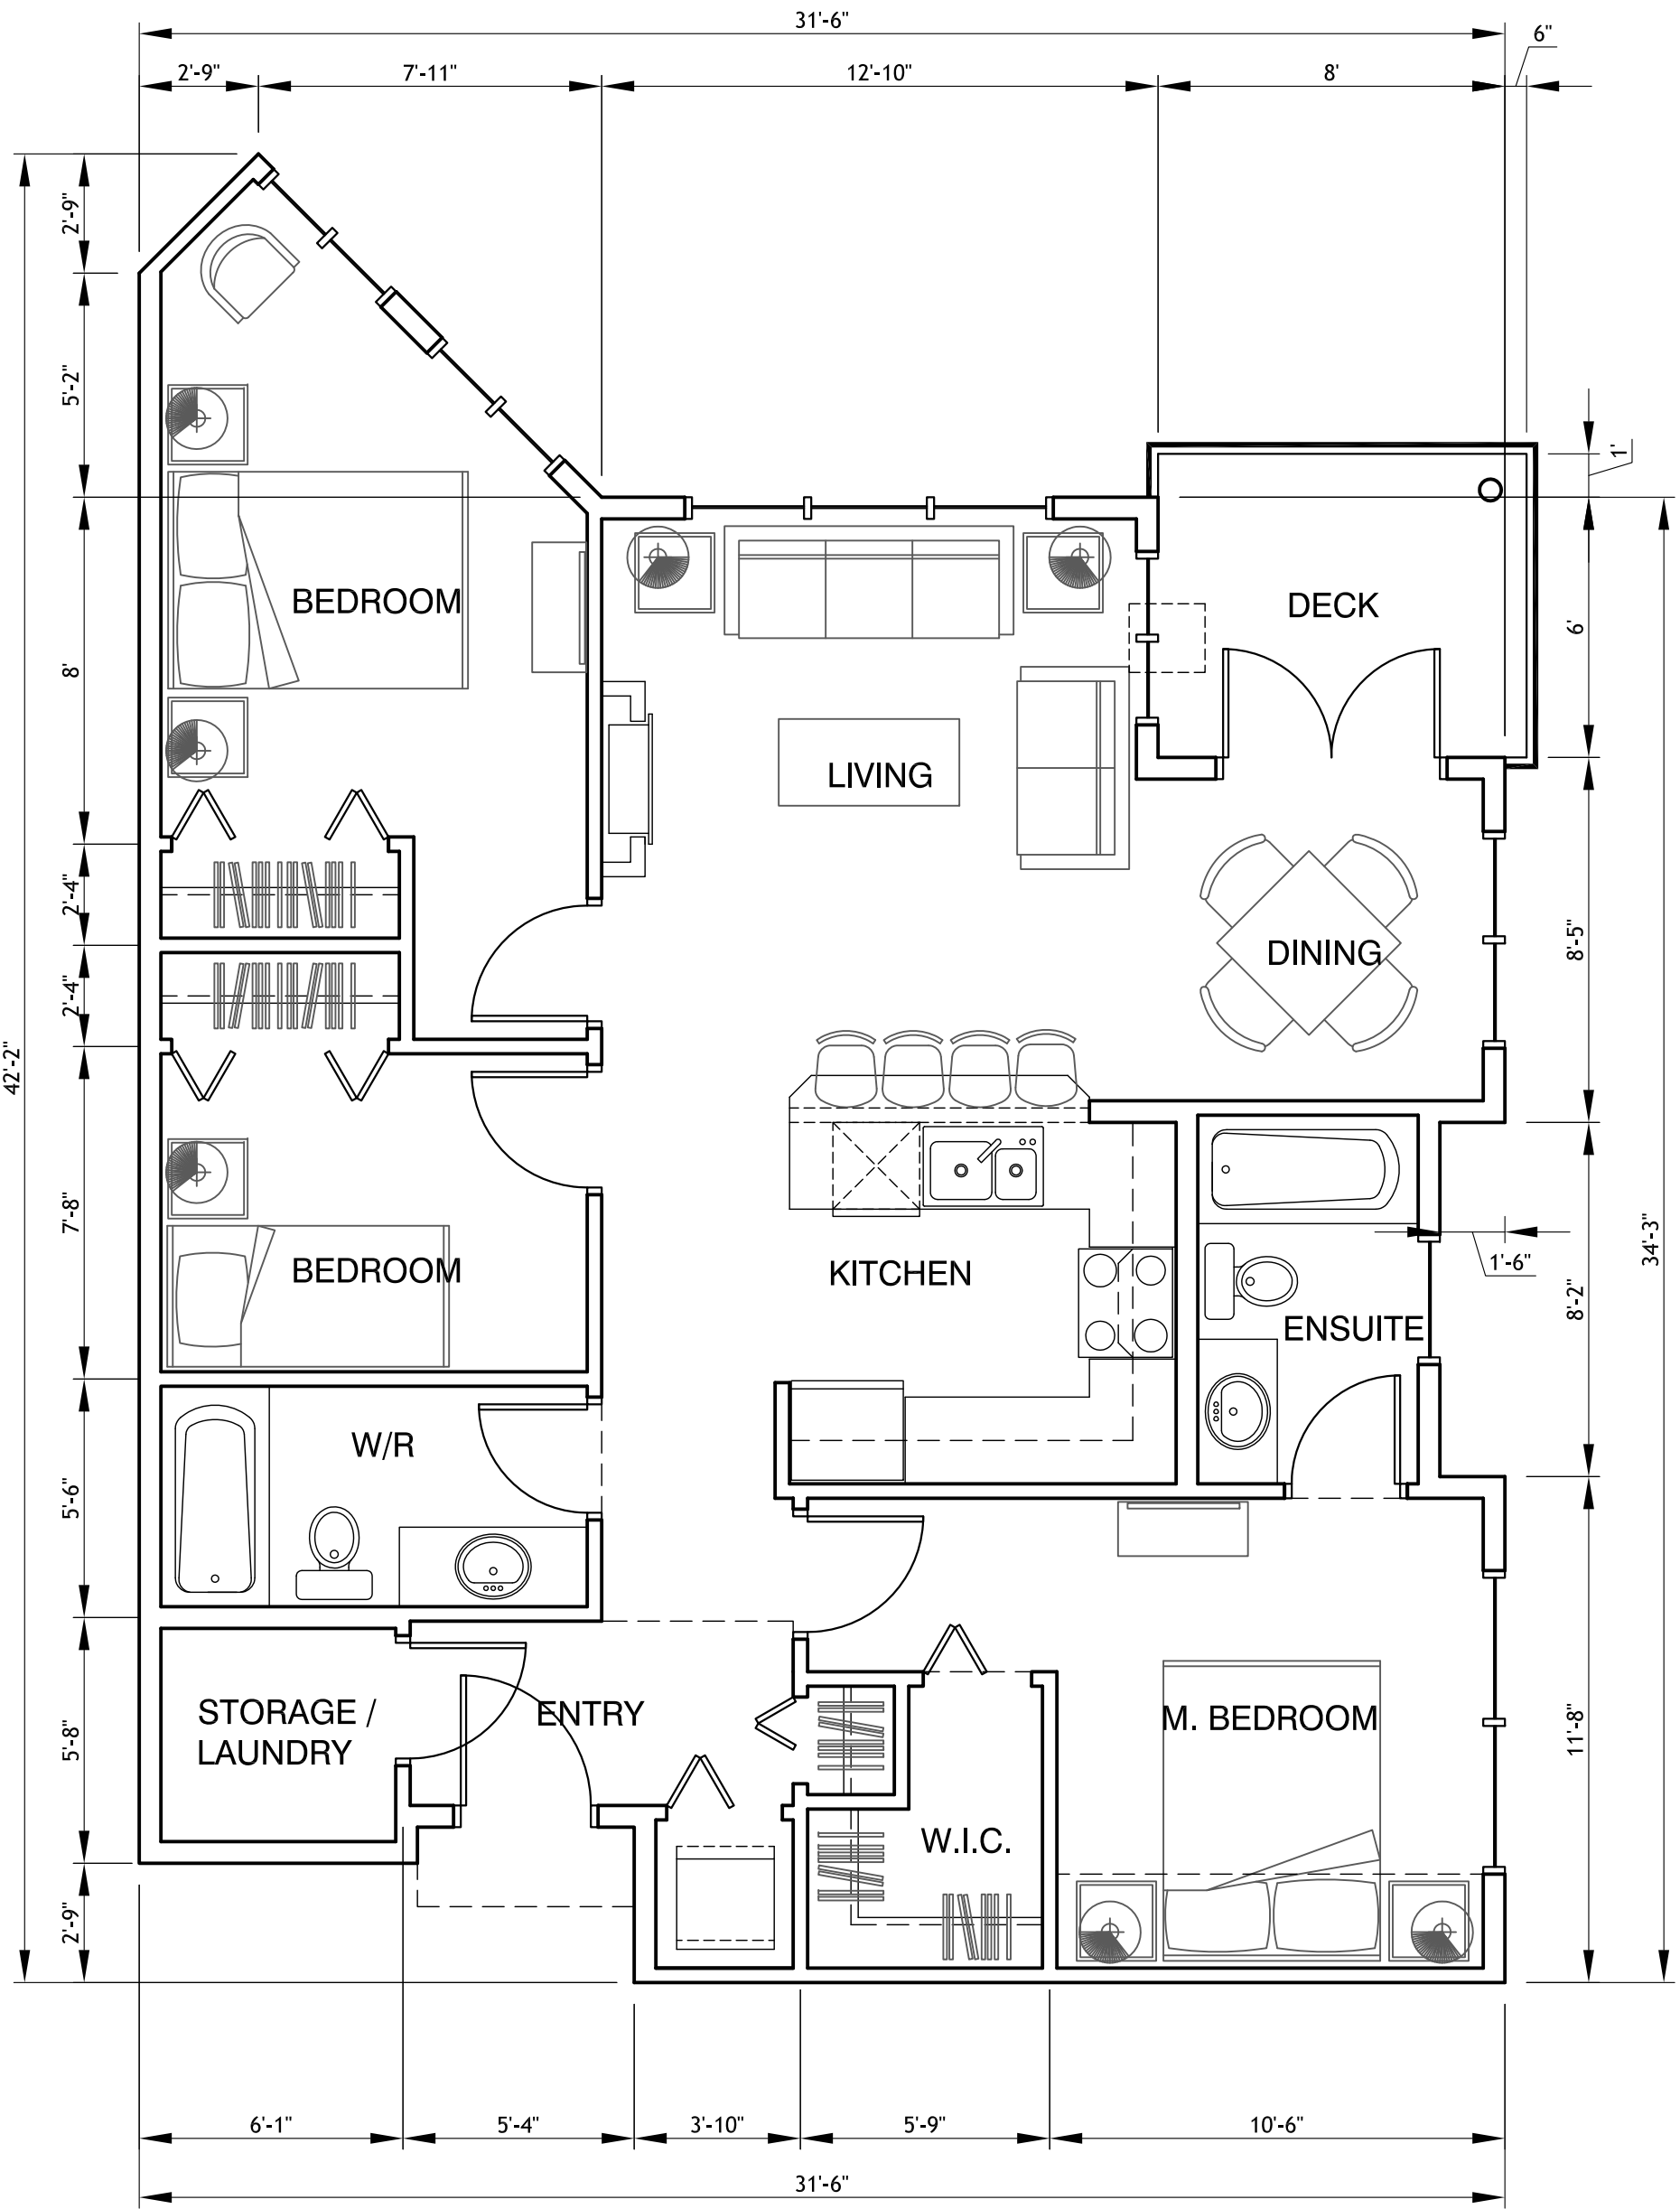 31'-6"
6"
2'-9"
7'-11"
12'-10"
8'
2'-9"
5'-2"
1'
BEDROOM
DECK
6'
8'
LIVING
2'-4"
8'-5"
DINING
2'-4"
42'-2"
7'-8"
34'-3"
1'-6"
BEDROOM
KITCHEN
8'-2"
ENSUITE
W/R
5'-6"
STORAGE /
LAUNDRY
ENTRY
M. BEDROOM
5'-8"
11'-8"
W.I.C.
2'-9"
6'-1"
5'-4"
3'-10"
5'-9"
10'-6"
31'-6"